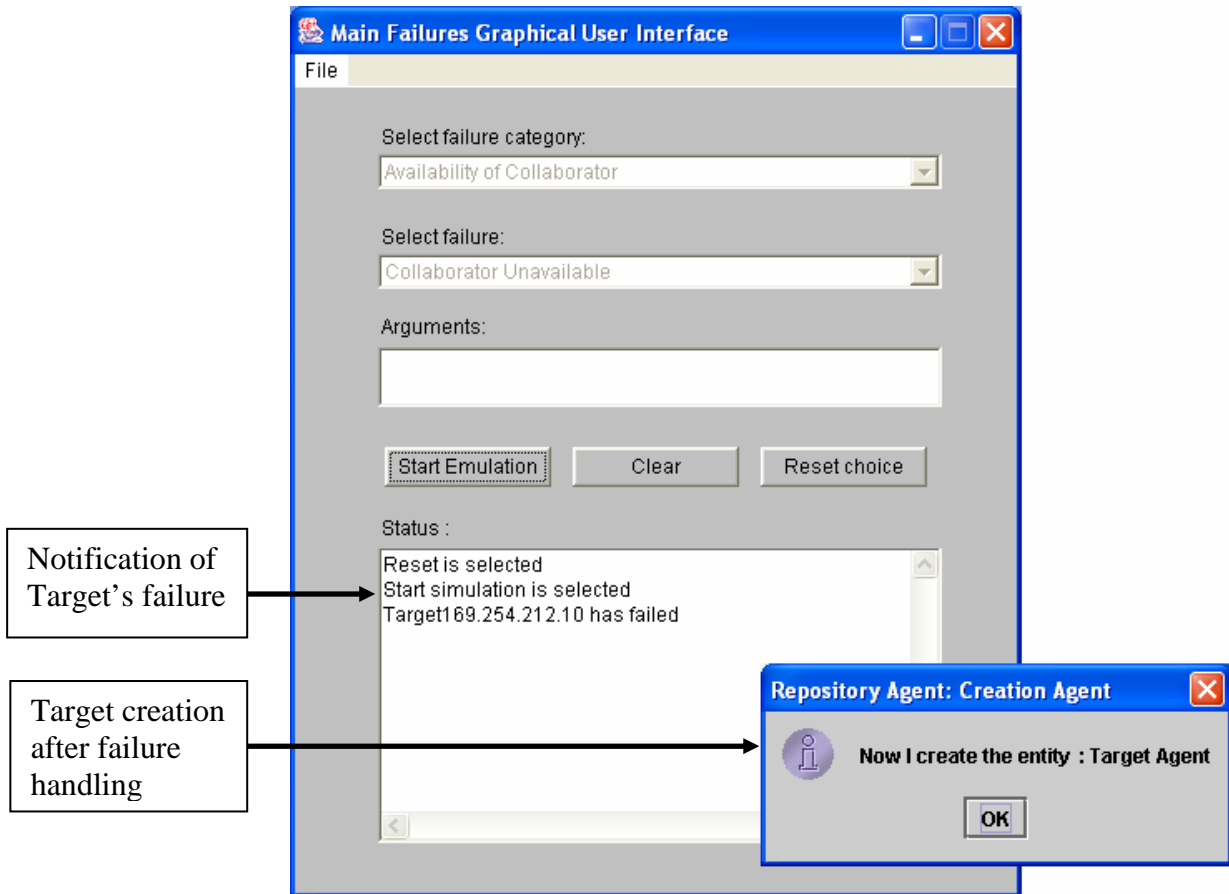 Main Failures Graphical User Interface
File
Select failure category:
Availability of Collaborator
Select failure:
Collaborator Unavailable
Arguments:
Start Emulation
Clear
Reset choice
Status :
Reset is selected
Start simulation is selected
Target169.254.212.10 has failed
Notification of
Target’s failure
Target creation
after failure
handling
Repository Agent: Creation Agent
Now I create the entity : Target Agent
OK